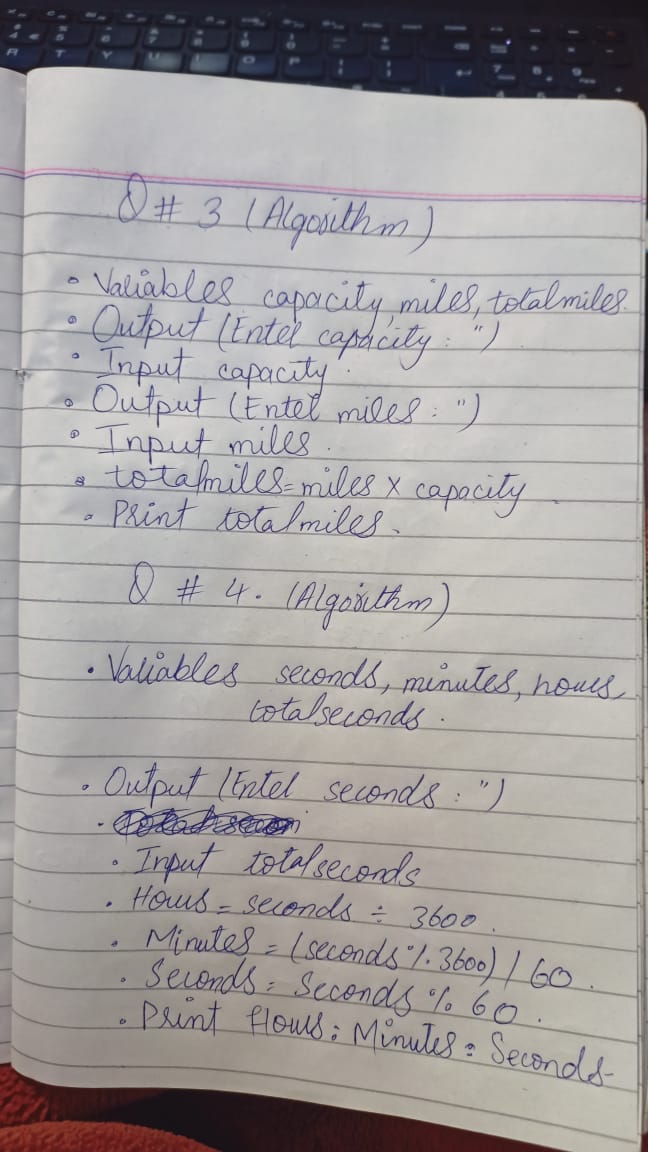 Q # 3 (Algorithm)
• Variables capacity, miles, totalmiles.
• Output (Enter capacity : ")
• Input capacity.
• Output (Enter miles : ")
• Input miles.
• totalmiles = miles x capacity.
• Print totalmiles.
Q # 4. (Algorithm)
• Variables seconds, minutes, hours,
totalseconds.
• Output (Enter seconds : ")
• Input totalseconds
• Hours = seconds ÷ 3600.
• Minutes = (seconds % 3600) / 60.
• Seconds = Seconds % 60.
• Print Hours : Minutes : Seconds.